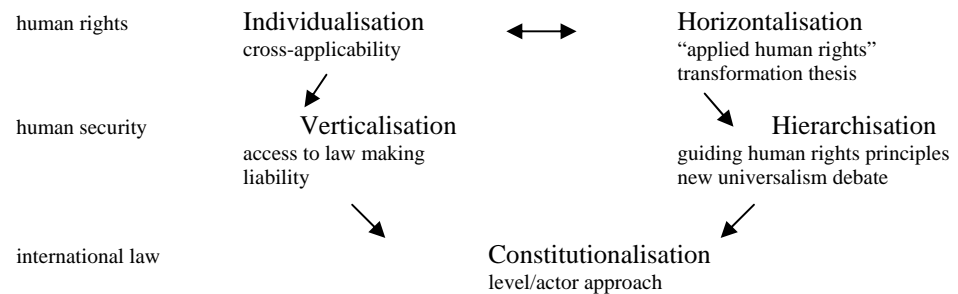 human rights
Individualisation
cross-applicability
Horizontalisation
“applied human rights”
transformation thesis
human security
Verticalisation
access to law making
liability
Hierarchisation
guiding human rights principles
new universalism debate
international law
Constitutionalisation
level/actor approach